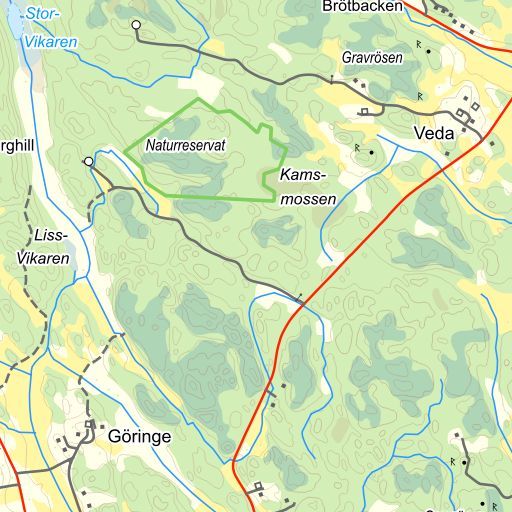 Brötbacken
Stor-
Vikaren
Gravrösen
R
R
Veda
rghill
Naturreservat
R
Kams-
mossen
Liss-
Vikaren
Göringe
R
R